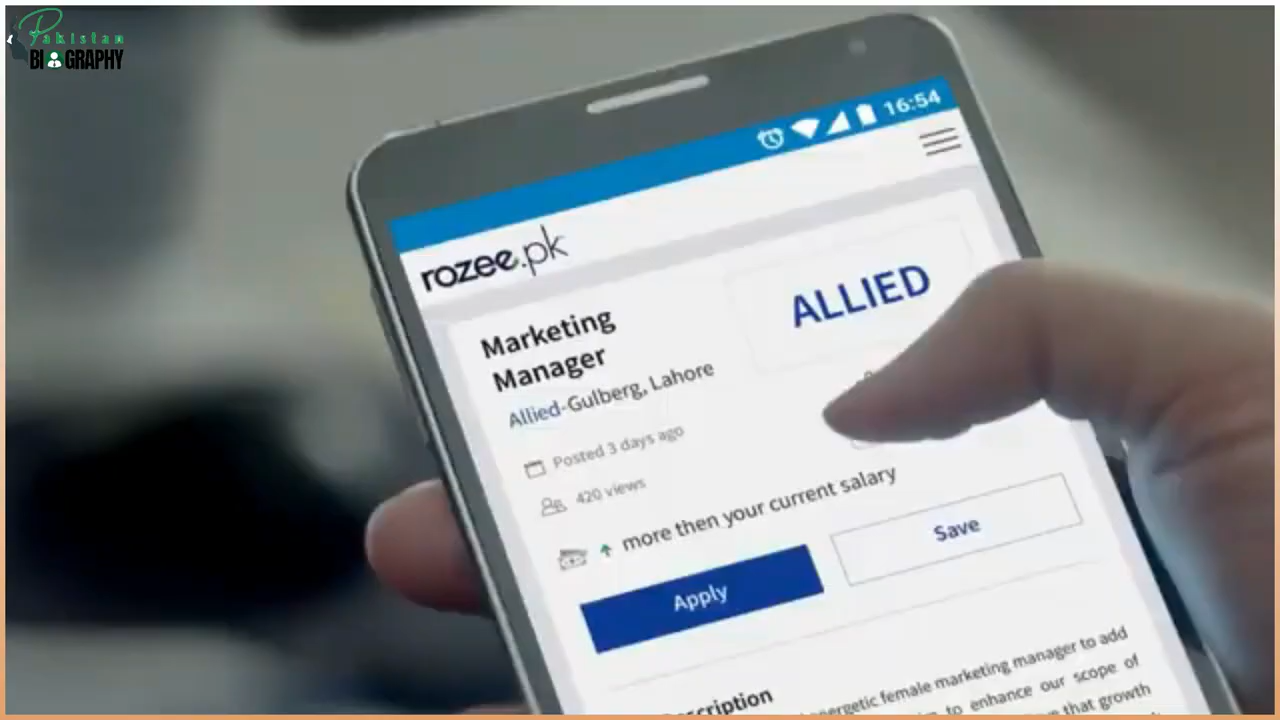 Pakistan
BIOGRAPHY
16:54
rozee.pk
ALLIED
Marketing
Manager
Allied-Gulberg, Lahore
Posted 3 days ago
420 views
more then your current salary
Apply
Save
energetic female marketing manager to add
to enhance our scope of
that growth